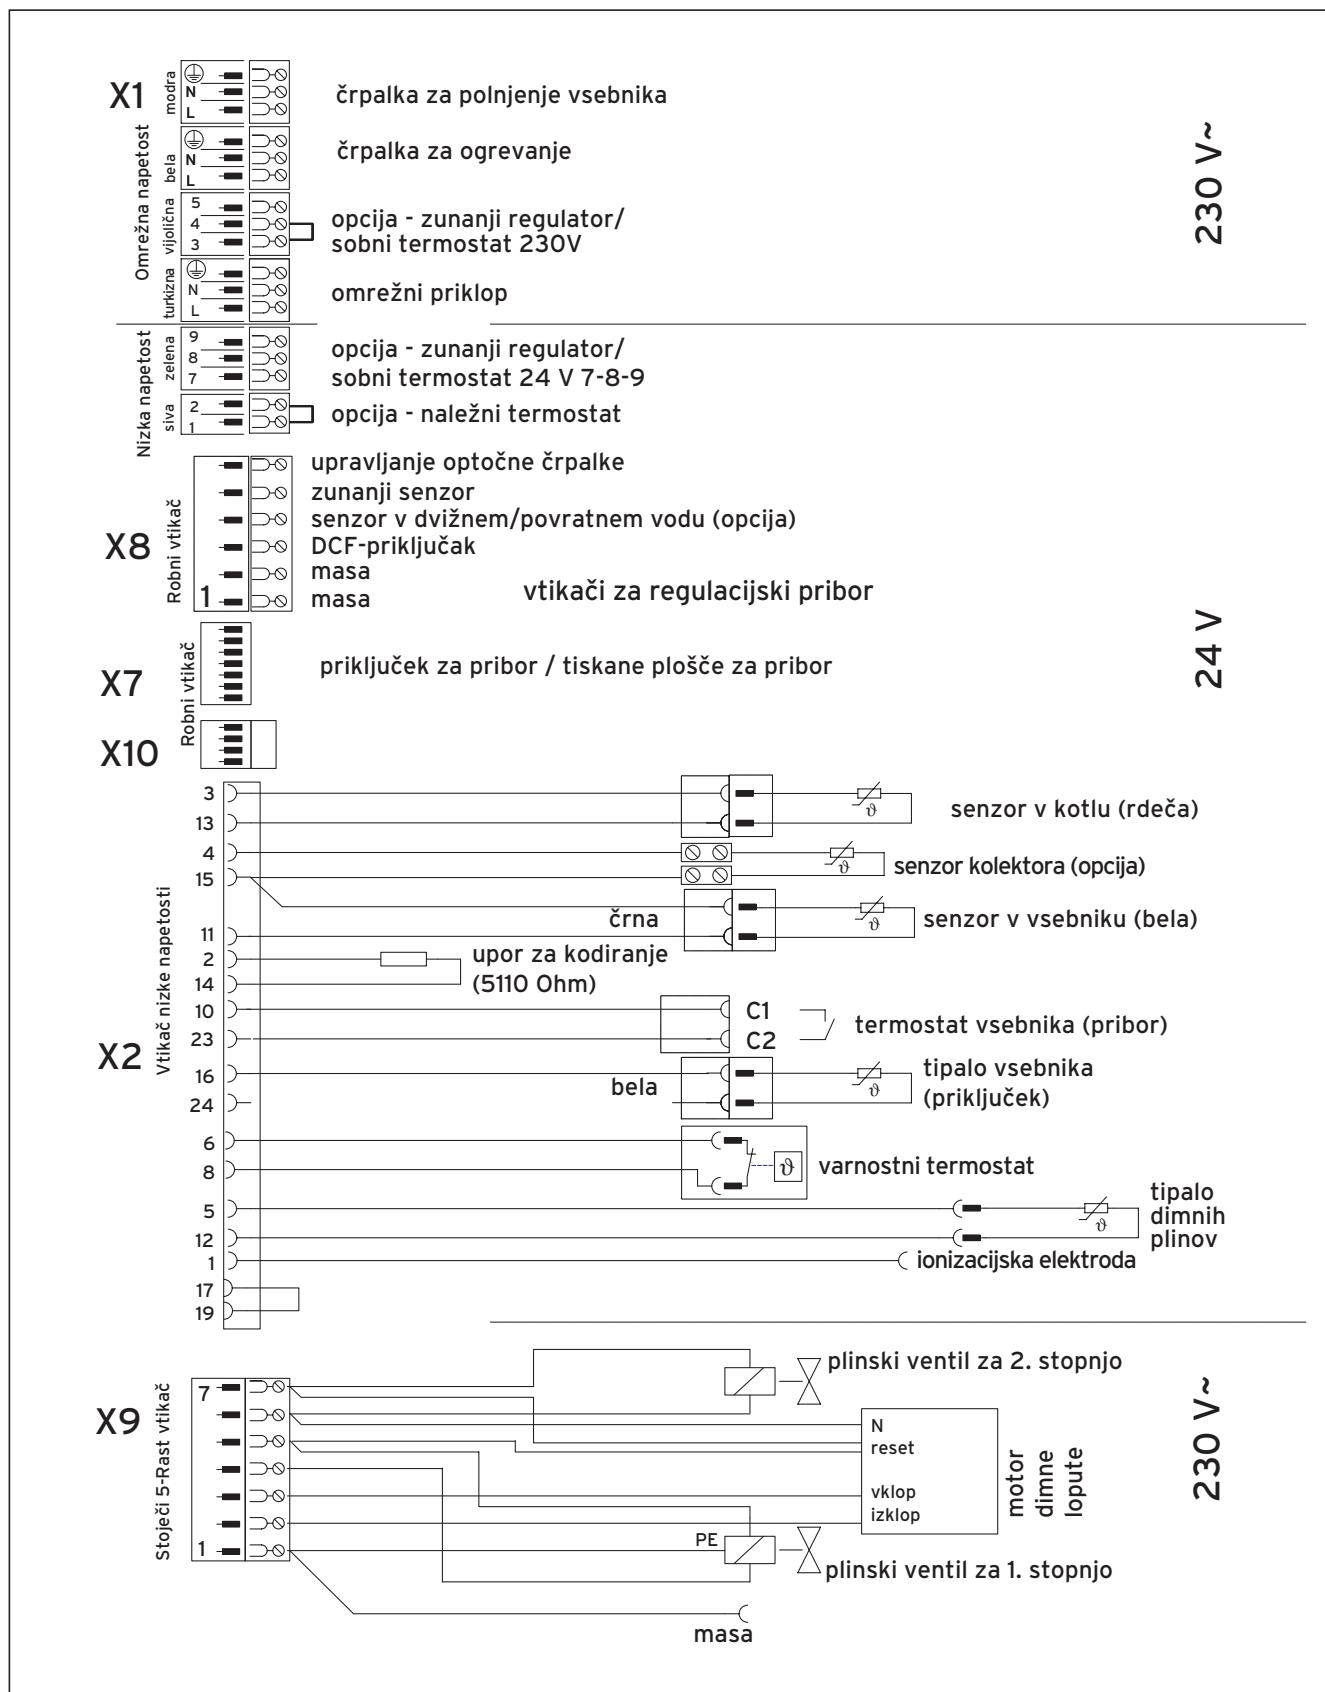 X1
Omrežna napetost
modra
N
L
črpalka za polnjenje vsebnika
bela
N
L
črpalka za ogrevanje
vijolična
5
4
3
opcija - zunanji regulator/
sobni termostat 230V
turkizna
N
L
omrežni priklop
230 V~
Nizka napetost
zelena
9
8
7
opcija - zunanji regulator/
sobni termostat 24 V 7-8-9
siva
2
1
opcija - naležni termostat
X8
Robni vtikač
1
upravljanje optočne črpalke
zunanji senzor
senzor v dvižnem/povratnem vodu (opcija)
DCF-priključak
masa
masa
vtikači za regulacijski pribor
24 V
X7
Robni vtikač
priključek za pribor / tiskane plošče za pribor
X10
X2
Vtikač nizke napetosti
3
13
senzor v kotlu (rdeča)
4
15
senzor kolektora (opcija)
črna
senzor v vsebniku (bela)
11
2
14
upor za kodiranje
(5110 Ohm)
10
23
C1
C2
termostat vsebnika (pribor)
16
24
bela
tipalo vsebnika
(priključek)
6
8
ϑ
ϑ
ϑ
ϑ
ϑ
varnostni termostat
5
12
ϑ
tipalo
dimnih
plinov
1
ionizacijska elektroda
17
19
X9
Stoječi 5-Rast vtikač
7
1
plinski ventil za 2. stopnjo
N
reset
vklop
izklop
motor
dimne
lopute
230 V~
PE
plinski ventil za 1. stopnjo
masa